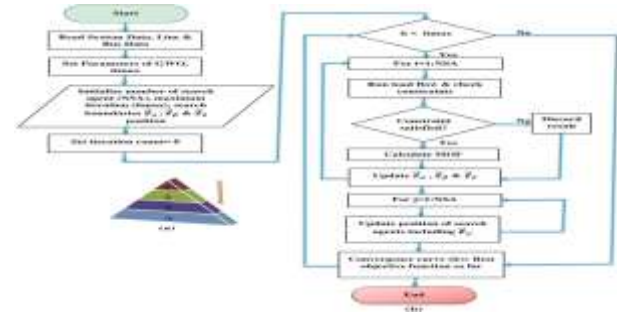 Start
Read System Data, Line &
Bus Data
Set Parameters of GWO,
Initialize number of search
agent (NSA), maximum
iteration (Itmax), search
boundaries
position
Set iteration count= 0
(a)
No
Yes
For i=1:NSA
Run load flow & check
constraints
Constraint
satisfied?
No
Discard
result
Yes
Calculate MOF
Update
For j=1:NSA
Update position of search
agents including
Convergence curve (it)= Best
objective function so far
End
(b)